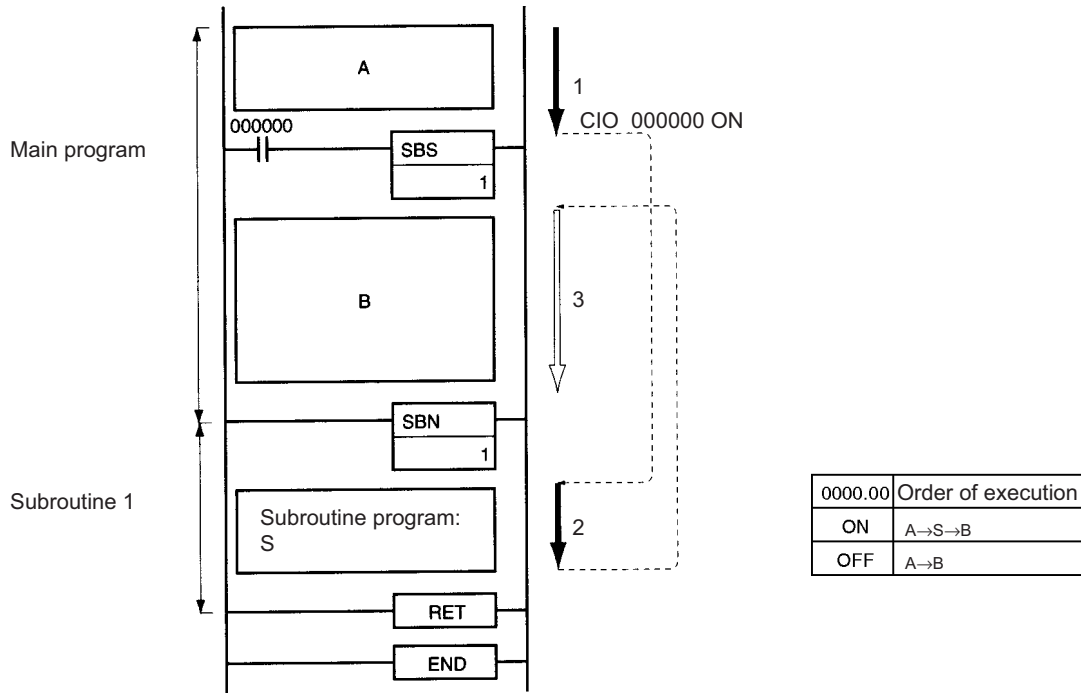 A
1
CIO 000000 ON
000000
Main program
SBS
1
B
3
SBN
1
Subroutine 1
Subroutine program:
S
2
RET
END
0000.00 Order of execution
ON A→S→B
OFF A→B